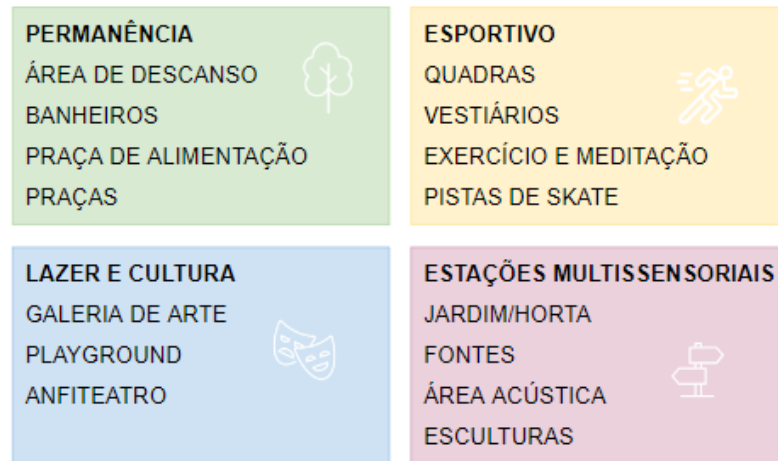 PERMANÊNCIA
ÁREA DE DESCANSO
BANHEIROS
PRAÇA DE ALIMENTAÇÃO
PRAÇAS
ESPORTIVO
QUADRAS
VESTIÁRIOS
EXERCÍCIO E MEDITAÇÃO
PISTAS DE SKATE
LAZER E CULTURA
GALERIA DE ARTE
PLAYGROUND
ANFITEATRO
ESTAÇÕES MULTISSENSORIAIS
JARDIM/HORTA
FONTES
ÁREA ACÚSTICA
ESCULTURAS